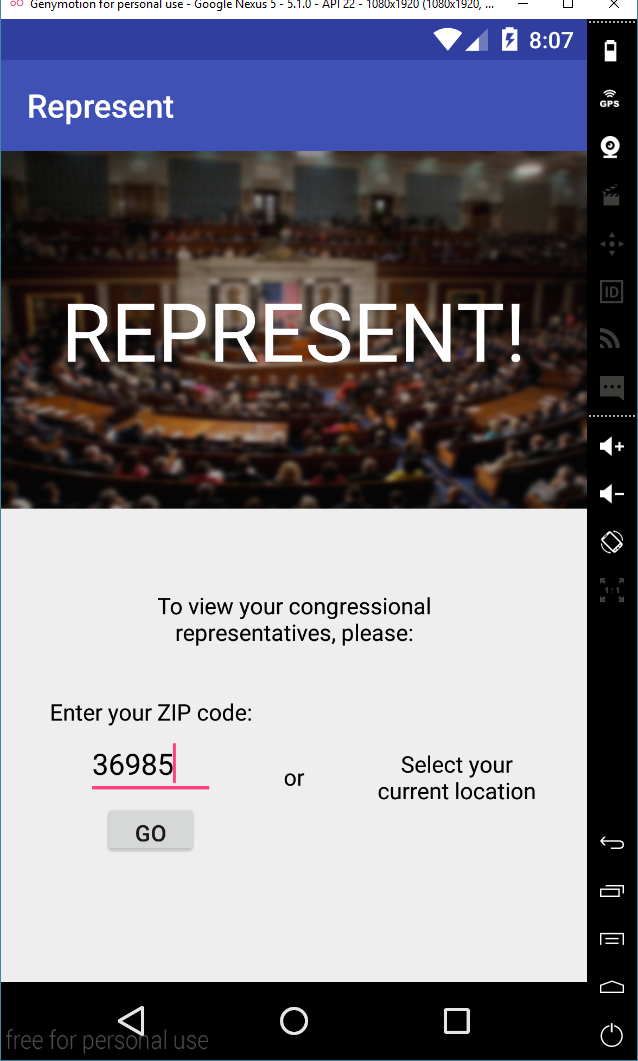 Genymotion for personal use - Google Nexus 5 - 5.1.0 - API 22 - 1080x1920 (1080x1920, ...
8:07
GPS
Represent
ID
REPRESENT!
1:1
To view your congressional
representatives, please:
Enter your ZIP code:
36985
or
Select your
current location
GO
free for personal use